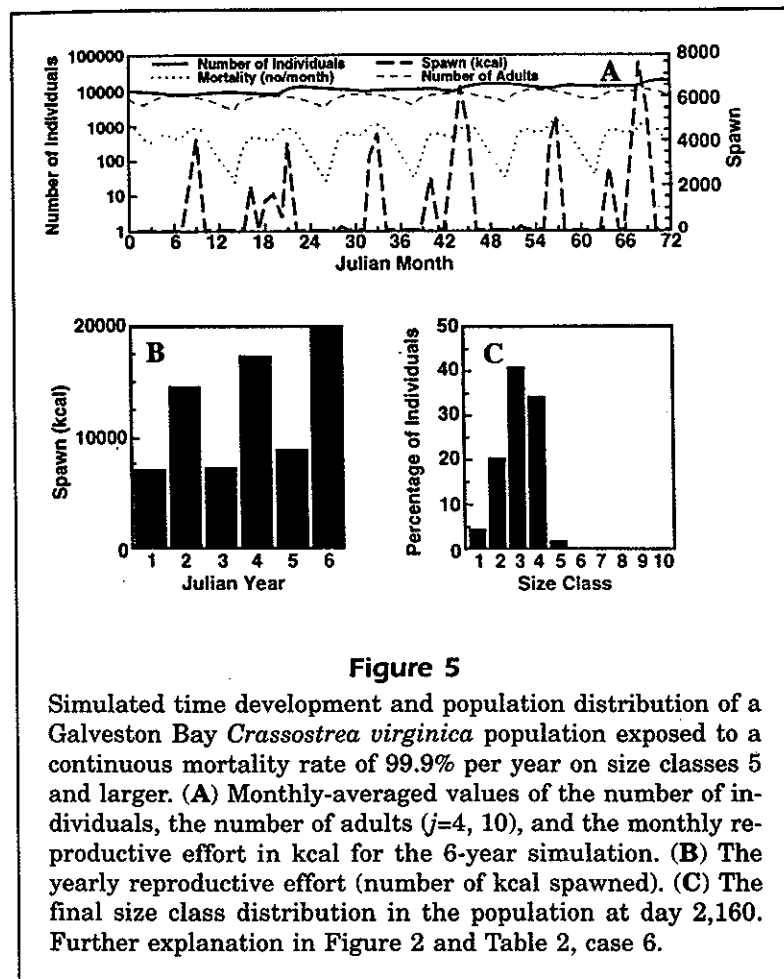 Number of Individuals
Spawn (kcal)
Mortality (no/month)
Number of Adults
A
Number of Individuals
100000
10000
1000
100
10
1
8000
6000
4000
2000
0
Spawn
0 6 12 18 24 30 36 42 48 54 60 66 72
Julian Month
B
Spawn (kcal)
20000
10000
0
1 2 3 4 5 6
Julian Year
C
Percentage of Individuals
50
40
30
20
10
0
1 2 3 4 5 6 7 8 9 10
Size Class
Figure 5
Simulated time development and population distribution of a
Galveston Bay Crassostrea virginica population exposed to a
continuous mortality rate of 99.9% per year on size classes 5
and larger. (A) Monthly-averaged values of the number of in-
dividuals, the number of adults (j=4, 10), and the monthly re-
productive effort in kcal for the 6-year simulation. (B) The
yearly reproductive effort (number of kcal spawned). (C) The
final size class distribution in the population at day 2,160.
Further explanation in Figure 2 and Table 2, case 6.